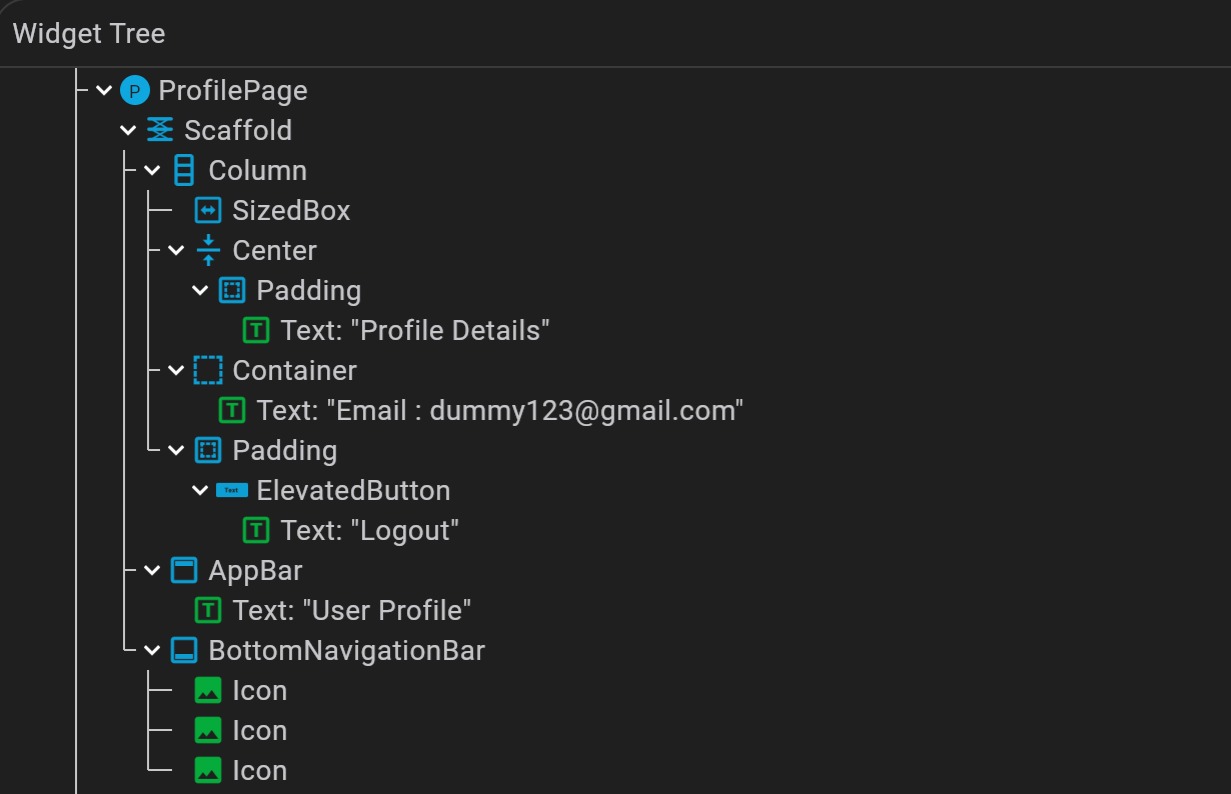 Widget Tree
P ProfilePage
Scaffold
Column
SizedBox
Center
Padding
T Text: "Profile Details"
Container
T Text: "Email : dummy123@gmail.com"
Padding
Text ElevatedButton
T Text: "Logout"
AppBar
T Text: "User Profile"
BottomNavigationBar
Icon
Icon
Icon